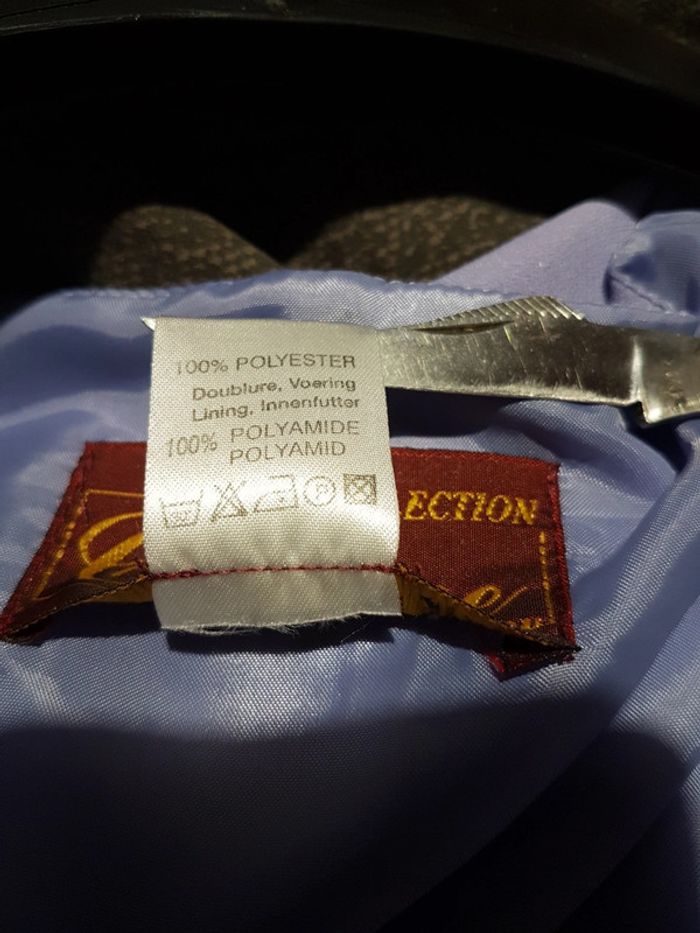 100% POLYESTER
Doublure, Voering
Lining, Innenfutter
100% POLYAMIDE
POLYAMID
P
ECTION